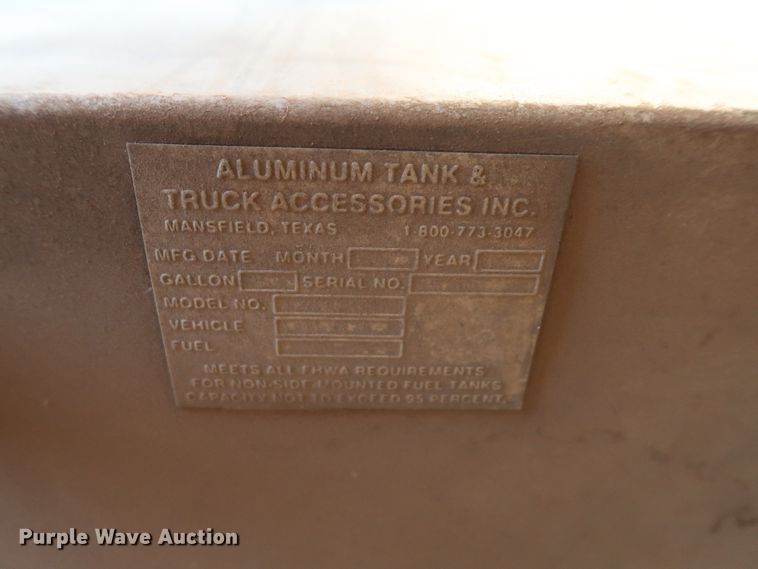 ALUMINUM TANK &
TRUCK ACCESSORIES INC.
MANSFIELD, TEXAS 1-800-773-3047
MFG DATE MONTH YEAR
GALLON SERIAL NO.
MODEL NO.
VEHICLE
FUEL
MEETS ALL FHWA REQUIREMENTS
FOR NON-SIDE-MOUNTED FUEL TANKS
CAPACITY NOT TO EXCEED 95 PERCENT.
Purple Wave Auction